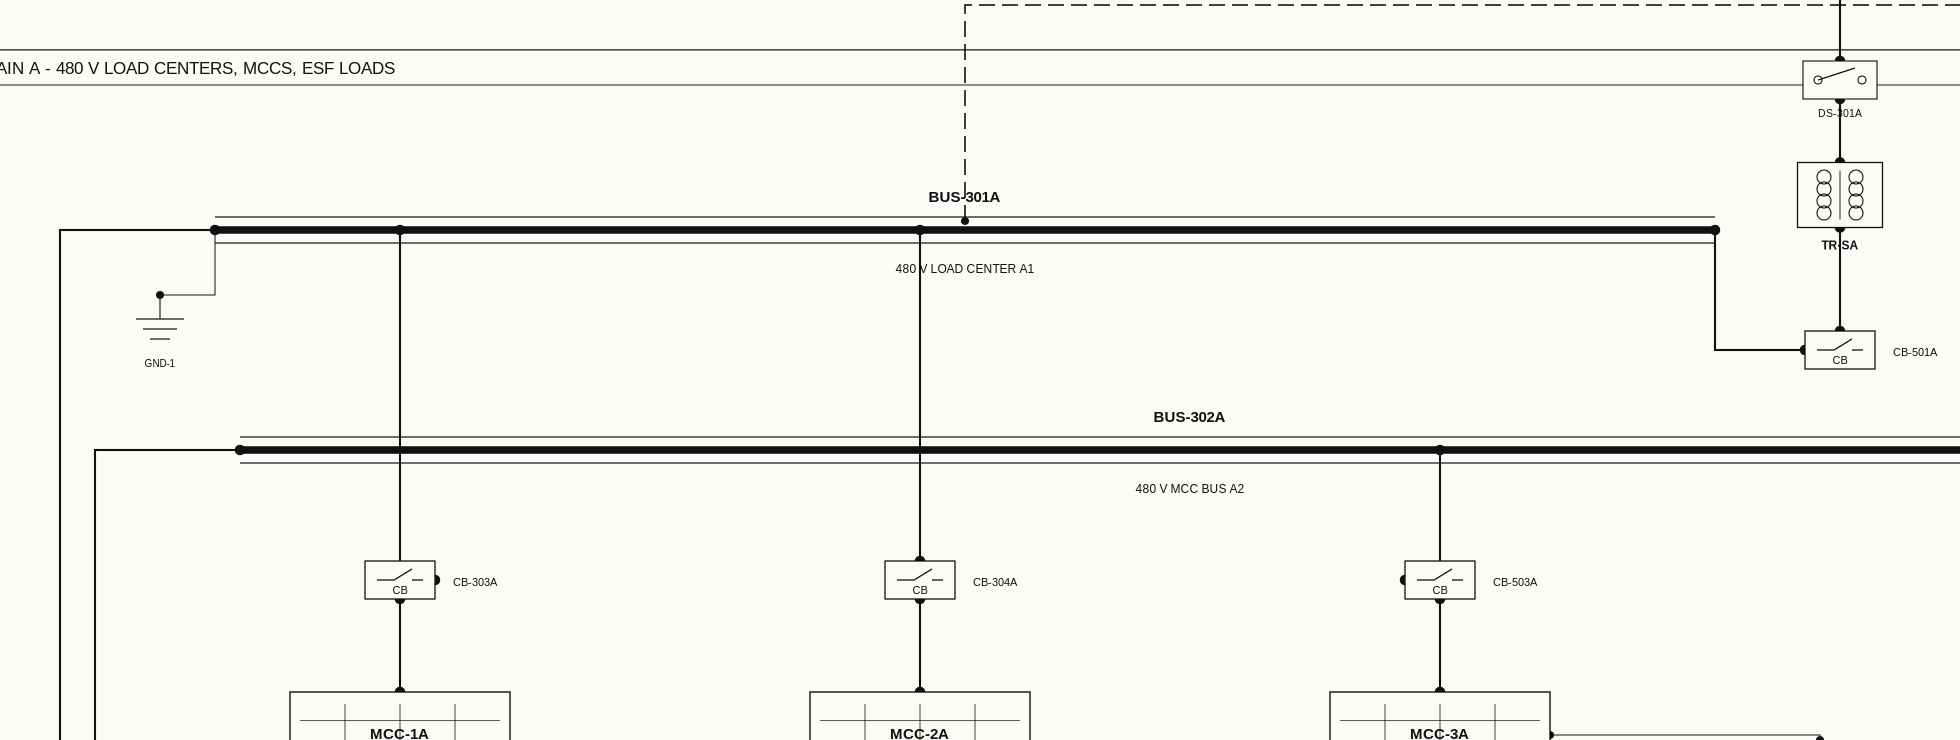 AIN A - 480 V LOAD CENTERS, MCCS, ESF LOADS
DS-301A
BUS-301A
TR-SA
480 V LOAD CENTER A1
CB
CB-501A
GND-1
BUS-302A
480 V MCC BUS A2
CB
CB-303A
CB
CB-304A
CB
CB-503A
MCC-1A
MCC-2A
MCC-3A